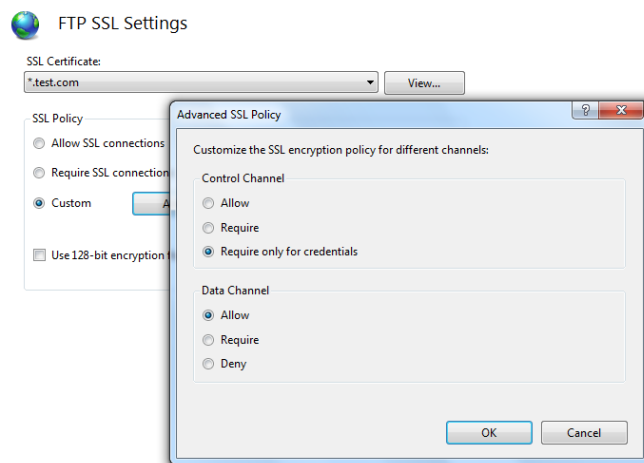 FTP SSL Settings
SSL Certificate:
*.test.com
View...
SSL Policy
Allow SSL connections
Require SSL connection
Custom
A
Use 128-bit encryption
Advanced SSL Policy
?
Customize the SSL encryption policy for different channels:
Control Channel
Allow
Require
Require only for credentials
Data Channel
Allow
Require
Deny
OK
Cancel